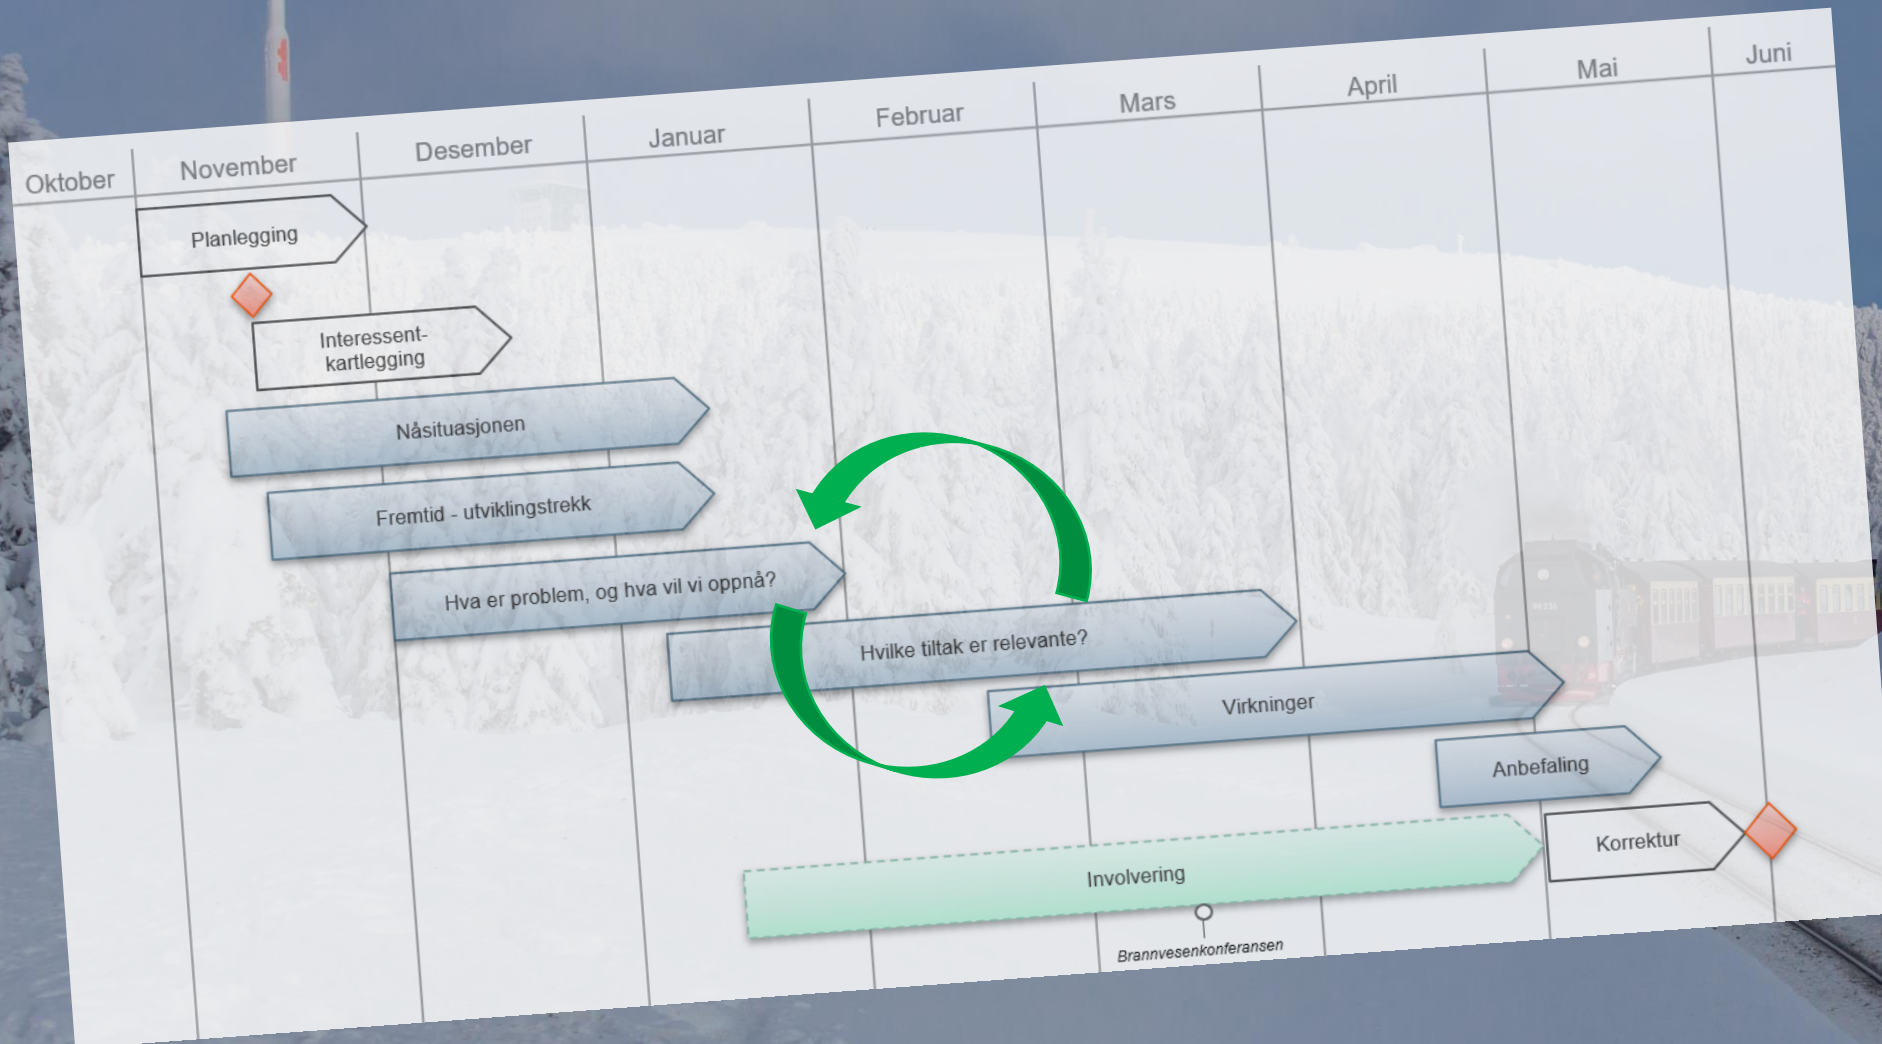 Oktober
November
Desember
Januar
Februar
Mars
April
Mai
Juni
Planlegging
Interessent-
kartlegging
Nåsituasjonen
Fremtid - utviklingstrekk
Hva er problem, og hva vil vi oppnå?
Hvilke tiltak er relevante?
Virkninger
Anbefaling
Korrektur
Involvering
Brannvesenkonferansen